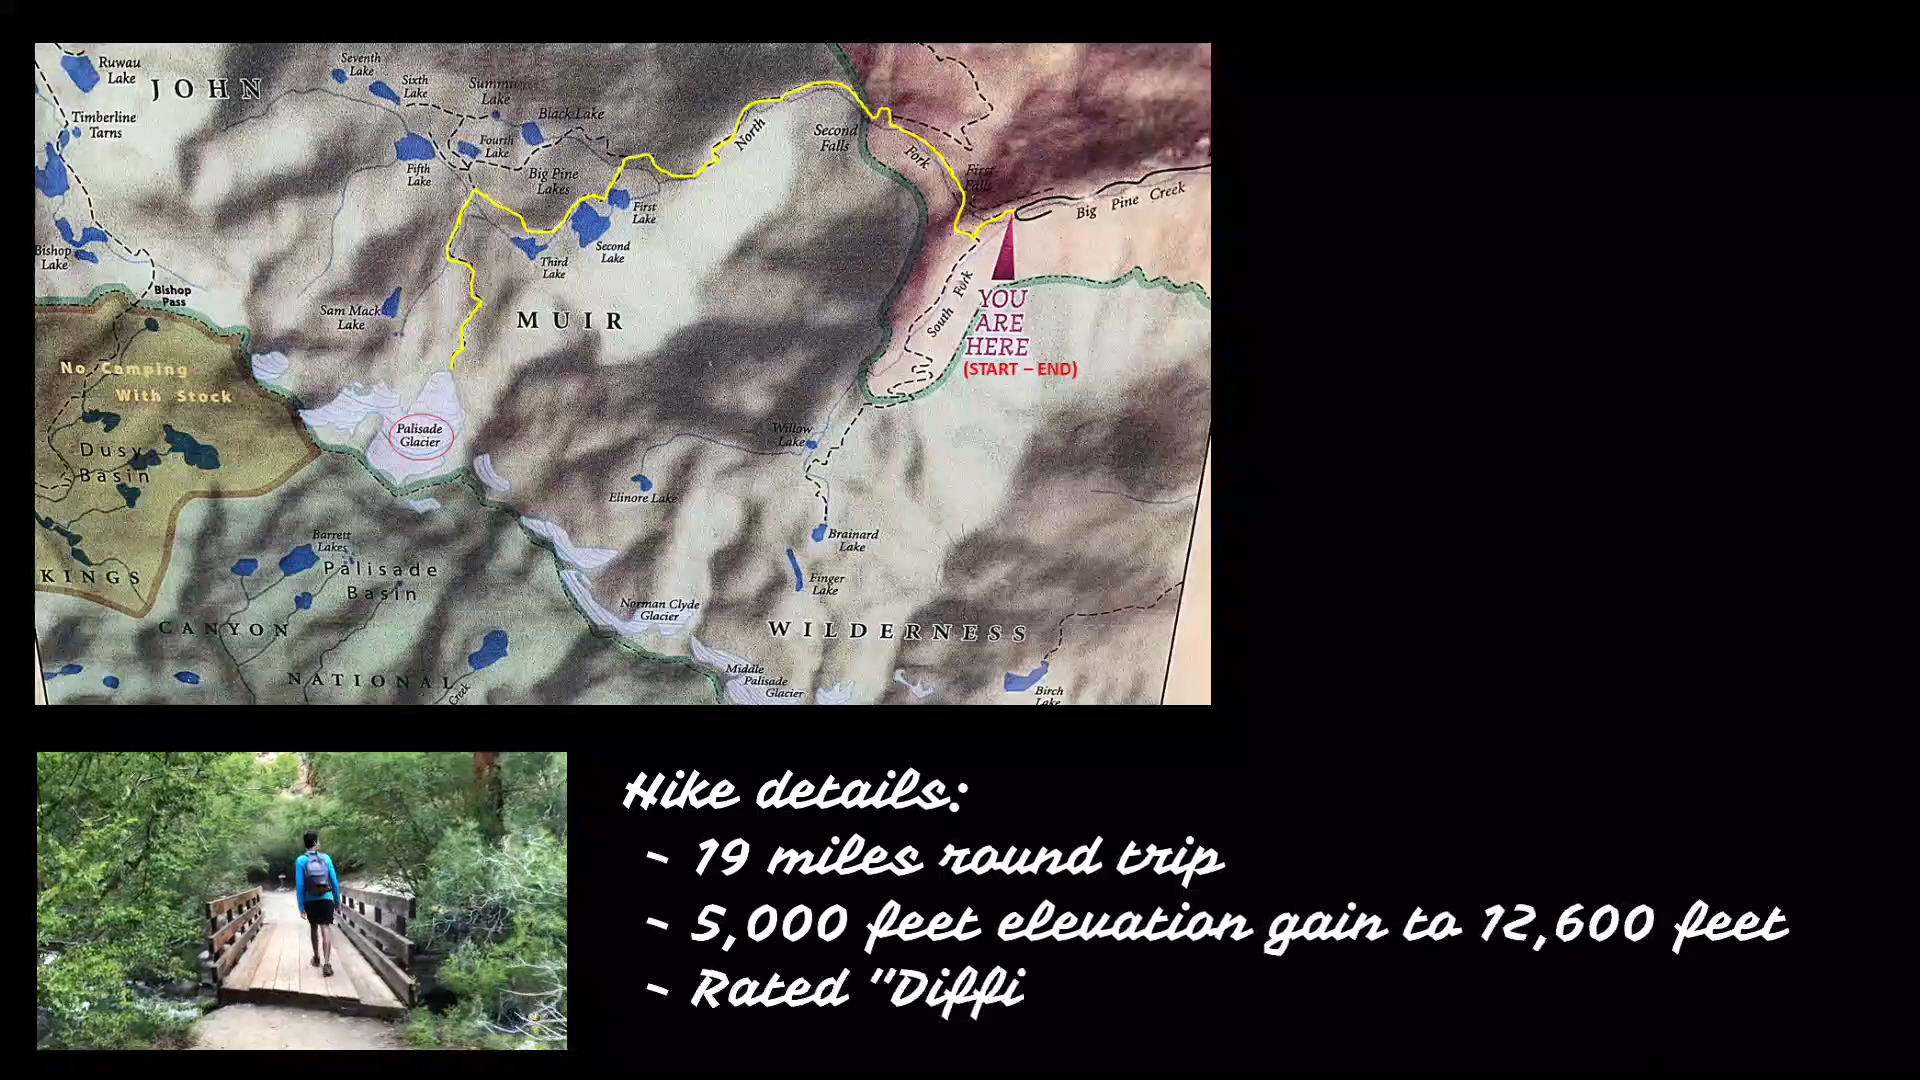 Ruwau
Lake
JOHN
Seventh
Lake
Sixth
Lake
Lake
Black Lake
Timberline
Tarns
Fourth
Lake
Fifth
Lake
Big Pine
Lakes
First
Lake
Second
Lake
Third
Lake
North
Fork
Second
Falls
First
Falls
Big Pine Creek
South Fork
YOU
ARE
HERE
(START – END)
Bishop
Lake
Bishop
Pass
Sam Mack
Lake
MUIR
No Camping
With Stock
Dusy
Basin
Palisade
Glacier
Willow
Lake
Elinore Lake
Brainard
Lake
Finger
Lake
Barrett
Lakes
Palisade
Basin
KINGS
CANYON
NATIONAL
Creek
Norman Clyde
Glacier
Middle
Palisade
Glacier
WILDERNESS
Birch
Lake
Hike details:
- 19 miles round trip
- 5,000 feet elevation gain to 12,600 feet
- Rated "Diffi